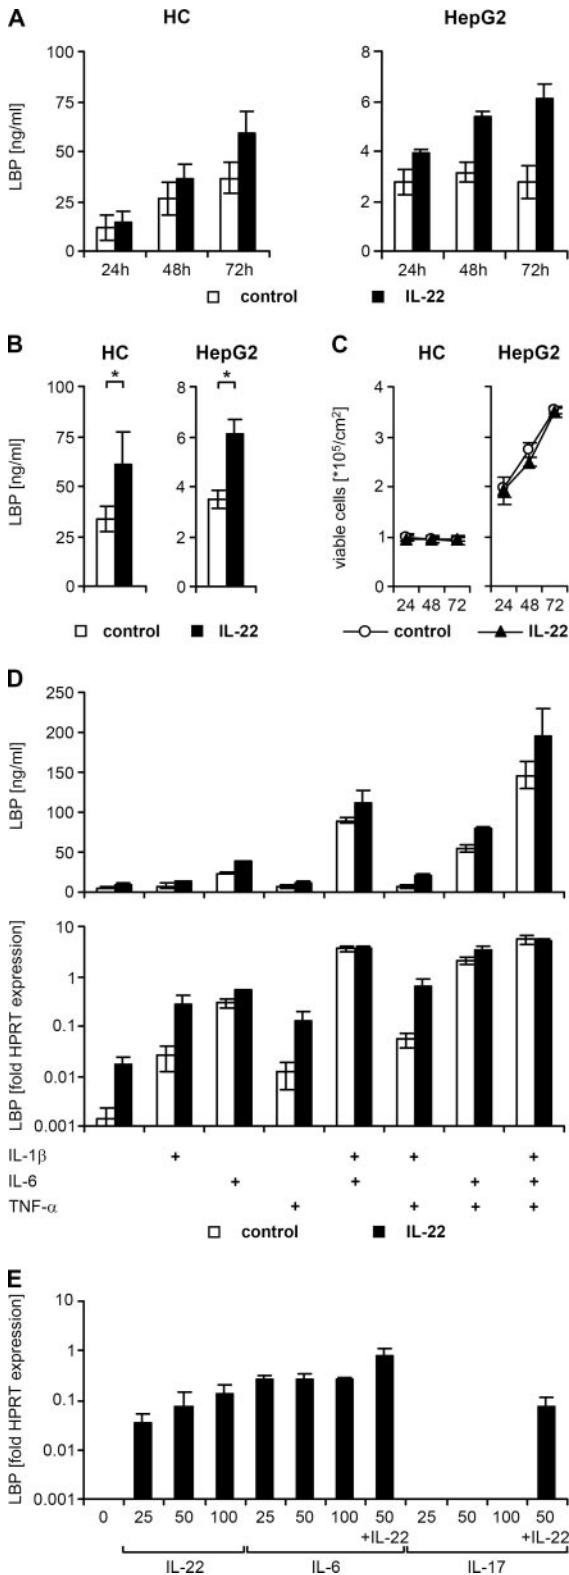 A
HC
HepG2
LBP [ng/ml]
100
75
50
25
0
8
6
4
2
0
24h 48h 72h
24h 48h 72h
control IL-22
B
HC
HepG2
LBP [ng/ml]
100
75
50
25
0
*
8
6
4
2
0
*
control IL-22
C
HC
HepG2
viable cells [*10⁵/cm²]
4
3
2
1
0
24 48 72
24 48 72
control IL-22
D
LBP [ng/ml]
250
200
150
100
50
0
LBP [fold HPRT expression]
10
1
0.1
0.01
0.001
IL-1β + + + +
IL-6 + + + +
TNF-α + + + +
control IL-22
E
LBP [fold HPRT expression]
10
1
0.1
0.01
0.001
0 25 50 100 25 50 100 50 25 50 100 50
+IL-22 +IL-22
IL-22 IL-6 IL-17